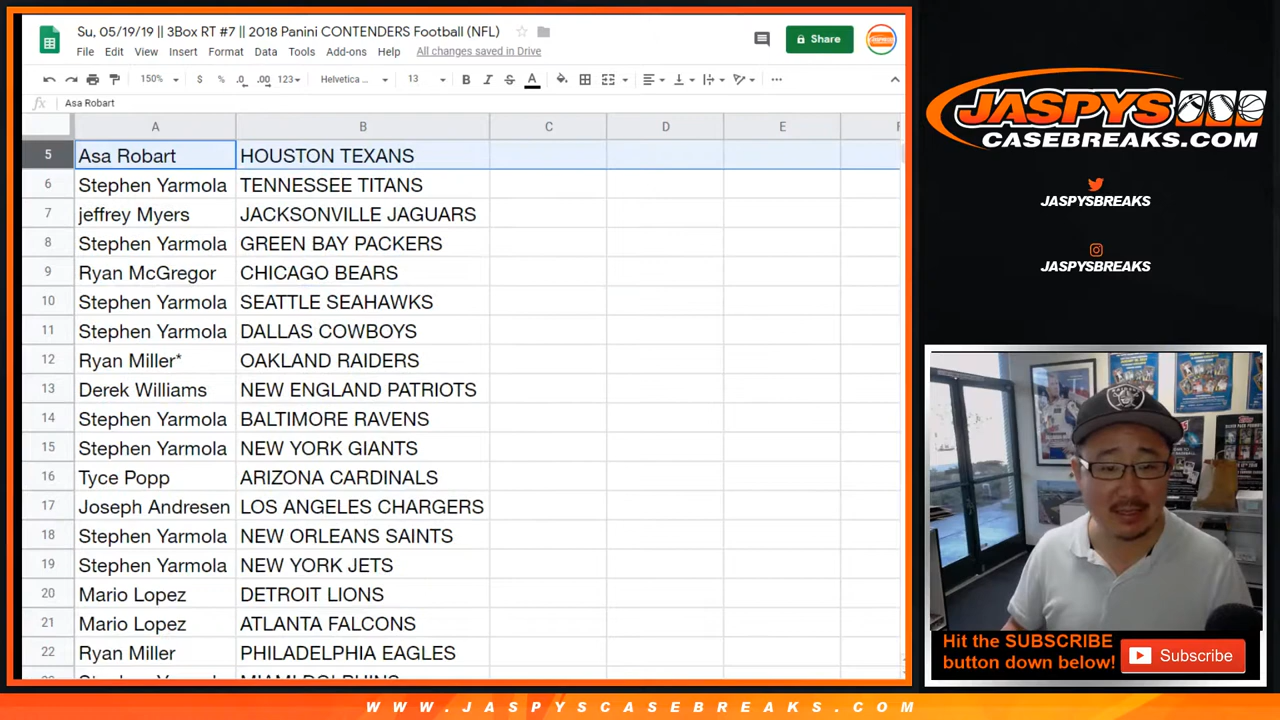 Su, 05/19/19 || 3Box RT #7 || 2018 Panini CONTENDERS Football (NFL)
File Edit View Insert Format Data Tools Add-ons Help All changes saved in Drive
Share
150% $ % .0 .00 123 Helvetica ... 13 B I S A
fx Asa Robart
A B C D E F
5 Asa Robart HOUSTON TEXANS
6 Stephen Yarmola TENNESSEE TITANS
7 jeffrey Myers JACKSONVILLE JAGUARS
8 Stephen Yarmola GREEN BAY PACKERS
9 Ryan McGregor CHICAGO BEARS
10 Stephen Yarmola SEATTLE SEAHAWKS
11 Stephen Yarmola DALLAS COWBOYS
12 Ryan Miller* OAKLAND RAIDERS
13 Derek Williams NEW ENGLAND PATRIOTS
14 Stephen Yarmola BALTIMORE RAVENS
15 Stephen Yarmola NEW YORK GIANTS
16 Tyce Popp ARIZONA CARDINALS
17 Joseph Andresen LOS ANGELES CHARGERS
18 Stephen Yarmola NEW ORLEANS SAINTS
19 Stephen Yarmola NEW YORK JETS
20 Mario Lopez DETROIT LIONS
21 Mario Lopez ATLANTA FALCONS
22 Ryan Miller PHILADELPHIA EAGLES
Stephen Yarmola MIAMI DOLPHINS
JASPYS
CASEBREAKS.COM
JASPYSBREAKS
JASPYSBREAKS
Hit the SUBSCRIBE
button down below!
Subscribe
WWW.JASPYSCASEBREAKS.COM